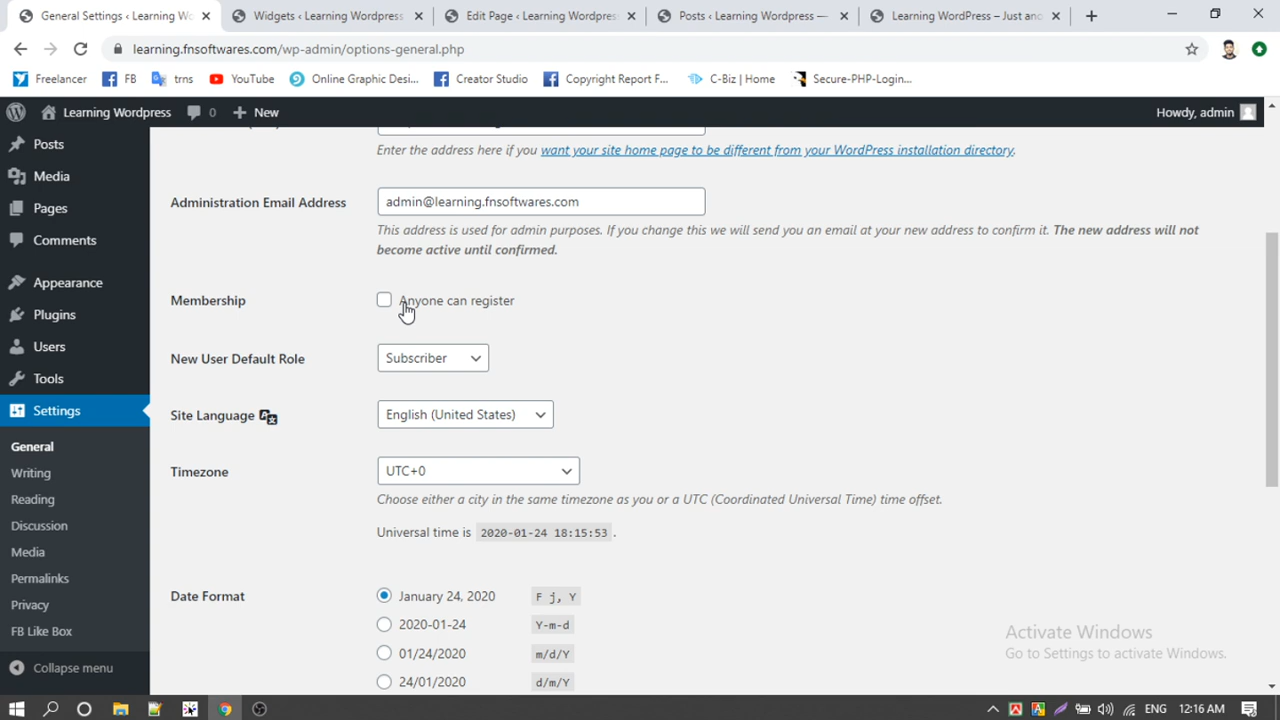 General Settings ‹ Learning Wo
Widgets ‹ Learning Wordpress
Edit Page ‹ Learning Wordpres
Posts ‹ Learning Wordpress —
Learning WordPress – Just ano
learning.fnsoftwares.com/wp-admin/options-general.php
Freelancer
FB
trns
YouTube
Online Graphic Desi...
Creator Studio
Copyright Report F...
C-Biz | Home
Secure-PHP-Login...
Learning Wordpress
0
New
Howdy, admin
Posts
Media
Pages
Comments
Appearance
Plugins
Users
Tools
Settings
General
Writing
Reading
Discussion
Media
Permalinks
Privacy
FB Like Box
Collapse menu
Enter the address here if you want your site home page to be different from your WordPress installation directory.
Administration Email Address
admin@learning.fnsoftwares.com
This address is used for admin purposes. If you change this we will send you an email at your new address to confirm it. The new address will not
become active until confirmed.
Membership
Anyone can register
New User Default Role
Subscriber
Site Language
English (United States)
Timezone
UTC+0
Choose either a city in the same timezone as you or a UTC (Coordinated Universal Time) time offset.
Universal time is 2020-01-24 18:15:53 .
Date Format
January 24, 2020 F j, Y
2020-01-24 Y-m-d
01/24/2020 m/d/Y
24/01/2020 d/m/Y
Activate Windows
Go to Settings to activate Windows.
ENG
12:16 AM